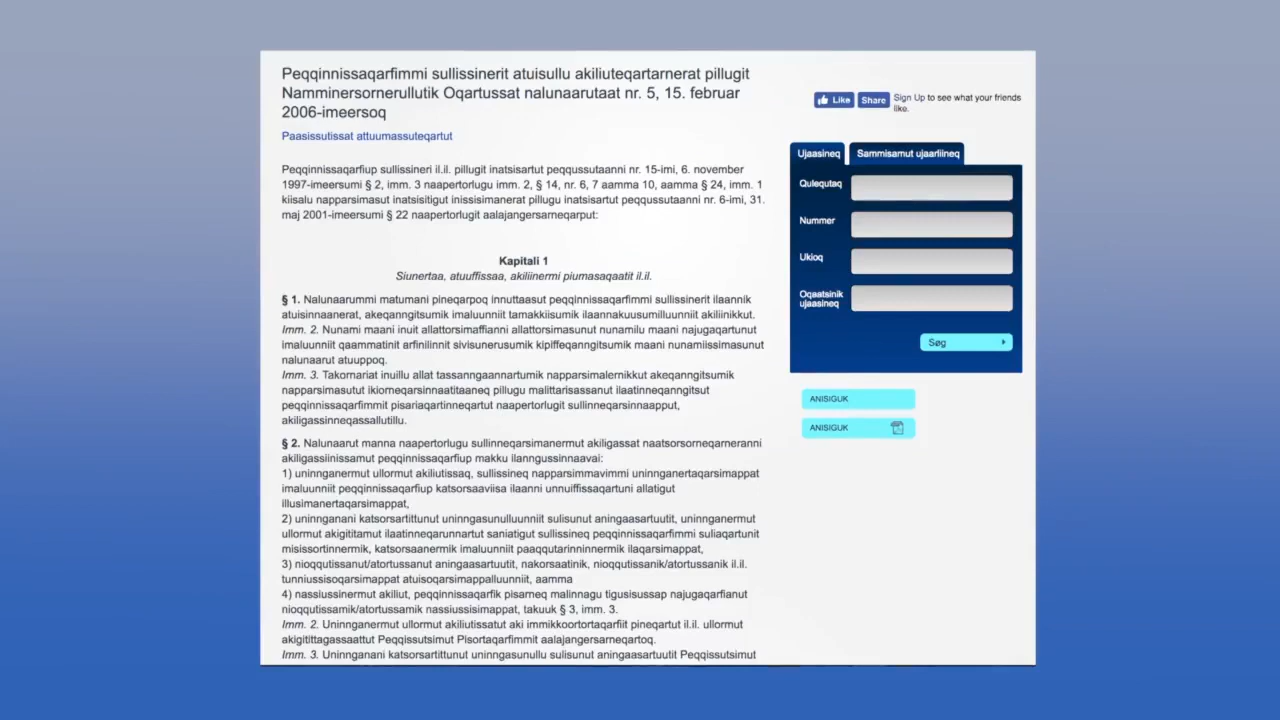 Peqqinnissaqarfimmi sullissinerit atuisullu akiliuteqartarnerat pillugit
Namminersornerullutik Oqartussat nalunaarutaat nr. 5, 15. februar
2006-imeersoq
Paasissutissat attuumassuteqartut
Peqqinnissaqarfiup sullissineri il.il. pillugit inatsisartut peqqussutaanni nr. 15-imi, 6. november
1997-imeersumi § 2, imm. 3 naapertorlugu imm. 2, § 14, nr. 6, 7 aamma 10, aamma § 24, imm. 1
kiisalu napparsimasut inatsisitigut inissisimanerat pillugu inatsisartut peqqussutaanni nr. 6-imi, 31.
maj 2001-imeersumi § 22 naapertorlugit aalajangersarneqarput:
Kapitali 1
Siunertaa, atuuffissaa, akiliinermi piumasaqaatit il.il.
§ 1. Nalunaarummi matumani pineqarpoq innuttaasut peqqinnissaqarfimmi sullissinerit ilaannik
atuisinnaanerat, akeqanngitsumik imaluunniit tamakkiisumik ilaannakuusumilluunniit akiliinikkut.
Imm. 2. Nunami maani inuit allattorsimaffianni allattorsimasunut nunamilu maani najugaqartunut
imaluunniit qaammatinit arfinilinnit sivisunerusumik kipiffeqanngitsumik maani nunamiissimasunut
nalunaarut atuuppoq.
Imm. 3. Takornariat inuillu allat tassanngaannartumik napparsimalernikkut akeqanngitsumik
napparsimasutut ikiorneqarsinnaatitaaneq pillugu malittarisassanut ilaatinneqanngitsut
peqqinnissaqarfimmit pisariaqartinneqartut naapertorlugit sullinneqarsinnaapput,
akiligassinneqassallutillu.
§ 2. Nalunaarut manna naapertorlugu sullinneqarsimanermut akiligassat naatsorsorneqarneranni
akiligassiinissamut peqqinnissaqarfiup makku ilanngussinnaavai:
1) uninnganermut ullormut akiliutissaq, sullissineq napparsimmavimmi uninnganertaqarsimappat
imaluunniit peqqinnissaqarfiup katsorsaaviisa ilaanni unnuiffissaqartuni allatigut
illusimanertaqarsimappat,
2) uninngani katsorsartittunut uninngasunulluunniit sulisunut aningaasartuutit, uninnganermut
ullormut akigititamut ilaatinneqarunnartut saniatigut sullissineq peqqinnissaqarfimmi suliaqartunit
misissortinnermik, katsorsaanermik imaluunniit paaqqutarinninnermik ilaqarsimappat,
3) nioqqutissanut/atortussanut aningaasartuutit, nakorsaatinik, nioqqutissanik/atortussanik il.il.
tunniussisoqarsimappat atuisoqarsimappalluunniit, aamma
4) nassiussinermut akiliut, peqqinnissaqarfik pisarneq malinnagu tigusisussap najugaqarfianut
nioqqutissamik/atortussamik nassiussisimappat, takuuk § 3, imm. 3.
Imm. 2. Uninnganermut ullormut akiliutissatut aki immikkoortortaqarfiit pineqartut il.il. ullormut
akigitittagassaattut Peqqissutsimut Pisortaqarfimmit aalajangersarneqartoq.
Imm. 3. Uninngani katsorsartittunut uninngasunullu sulisunut aningaasartuutit Peqqissutsimut
Like
Share
Sign Up to see what your friends
like.
Ujaasineq
Sammisamut ujaarliineq
Qulequtaq
Nummer
Ukioq
Oqaatsinik
ujaasineq
Søg
ANISIGUK
ANISIGUK